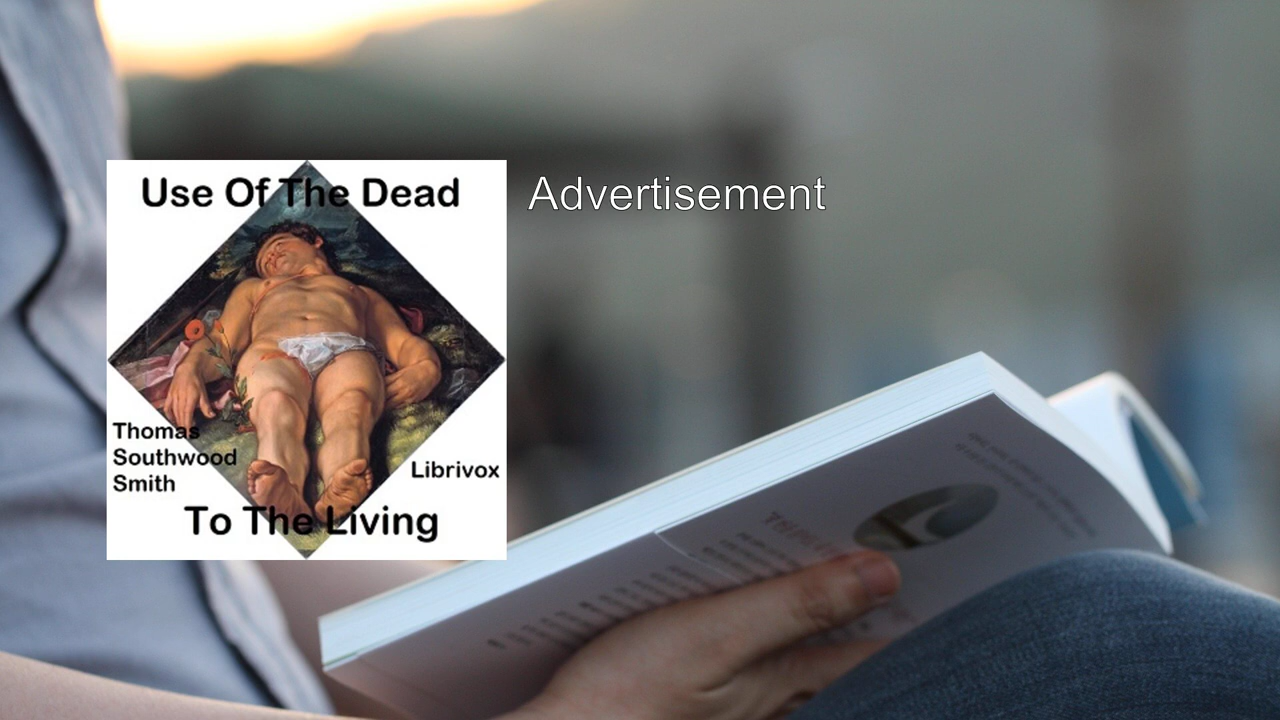 Use Of The Dead
Advertisement
Thomas
Southwood
Smith
Librivox
To The Living